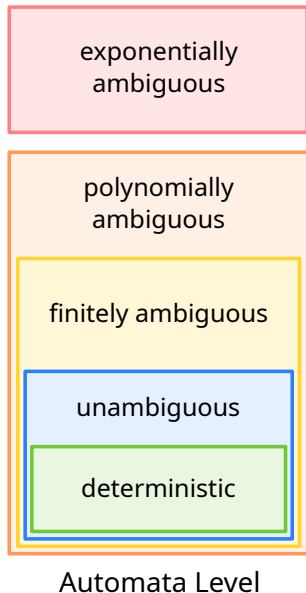 exponentially
ambiguous
polynomially
ambiguous
finitely ambiguous
unambiguous
deterministic
Automata Level